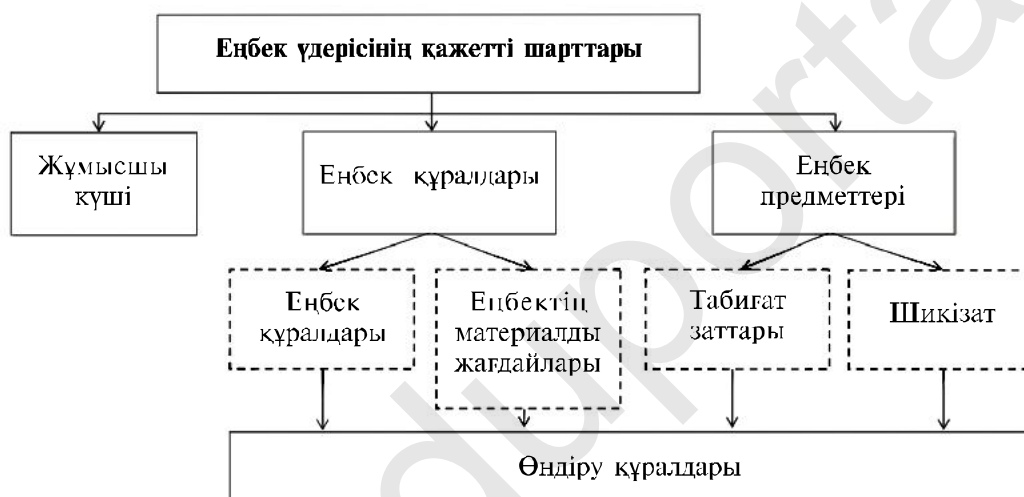 Еңбек үдерісінің қажетті шарттары
Жұмысшы
күші
Еңбек құралдары
Еңбек
предметтері
Еңбек
құралдары
Еңбектің
материалды
жағдайлары
Табиғат
заттары
Шикізат
Өндіру құралдары